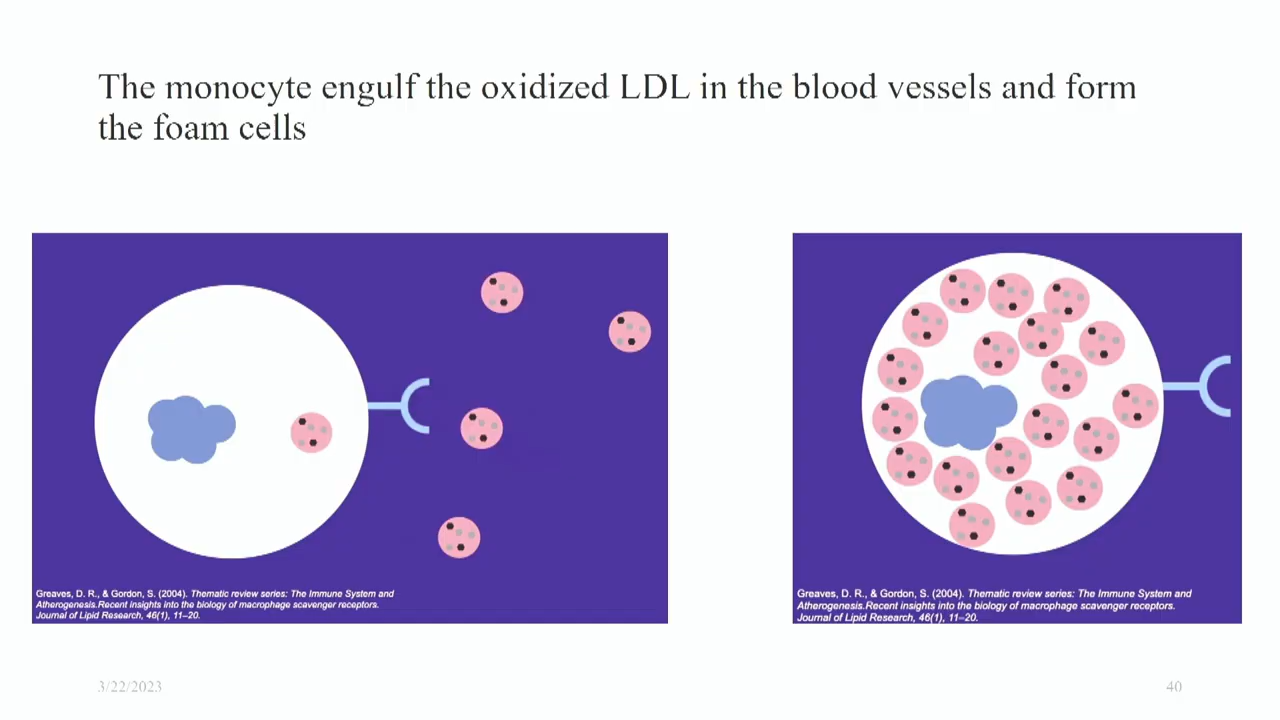 The monocyte engulf the oxidized LDL in the blood vessels and form
the foam cells
Greaves, D. R., & Gordon, S. (2004). Thematic review series: The Immune System and
Atherogenesis.Recent insights into the biology of macrophage scavenger receptors.
Journal of Lipid Research, 46(1), 11–20.
Greaves, D. R., & Gordon, S. (2004). Thematic review series: The Immune System and
Atherogenesis.Recent insights into the biology of macrophage scavenger receptors.
Journal of Lipid Research, 46(1), 11–20.
3/22/2023
40